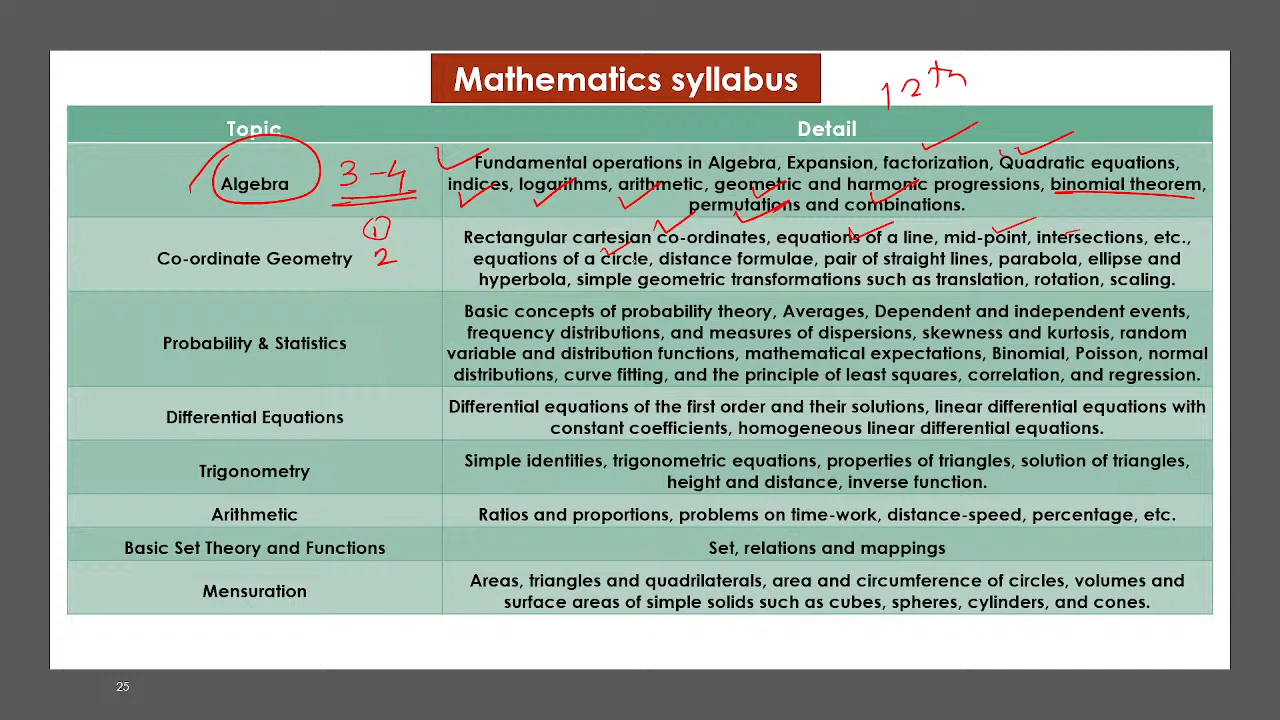 Mathematics syllabus
12th
Topic
Detail
Algebra
3-4
Fundamental operations in Algebra, Expansion, factorization, Quadratic equations,
indices, logarithms, arithmetic, geometric and harmonic progressions, binomial theorem,
permutations and combinations.
Co-ordinate Geometry
1
2
Rectangular cartesian co-ordinates, equations of a line, mid-point, intersections, etc.,
equations of a circle, distance formulae, pair of straight lines, parabola, ellipse and
hyperbola, simple geometric transformations such as translation, rotation, scaling.
Probability & Statistics
Basic concepts of probability theory, Averages, Dependent and independent events,
frequency distributions, and measures of dispersions, skewness and kurtosis, random
variable and distribution functions, mathematical expectations, Binomial, Poisson, normal
distributions, curve fitting, and the principle of least squares, correlation, and regression.
Differential Equations
Differential equations of the first order and their solutions, linear differential equations with
constant coefficients, homogeneous linear differential equations.
Trigonometry
Simple identities, trigonometric equations, properties of triangles, solution of triangles,
height and distance, inverse function.
Arithmetic
Ratios and proportions, problems on time-work, distance-speed, percentage, etc.
Basic Set Theory and Functions
Set, relations and mappings
Mensuration
Areas, triangles and quadrilaterals, area and circumference of circles, volumes and
surface areas of simple solids such as cubes, spheres, cylinders, and cones.
25